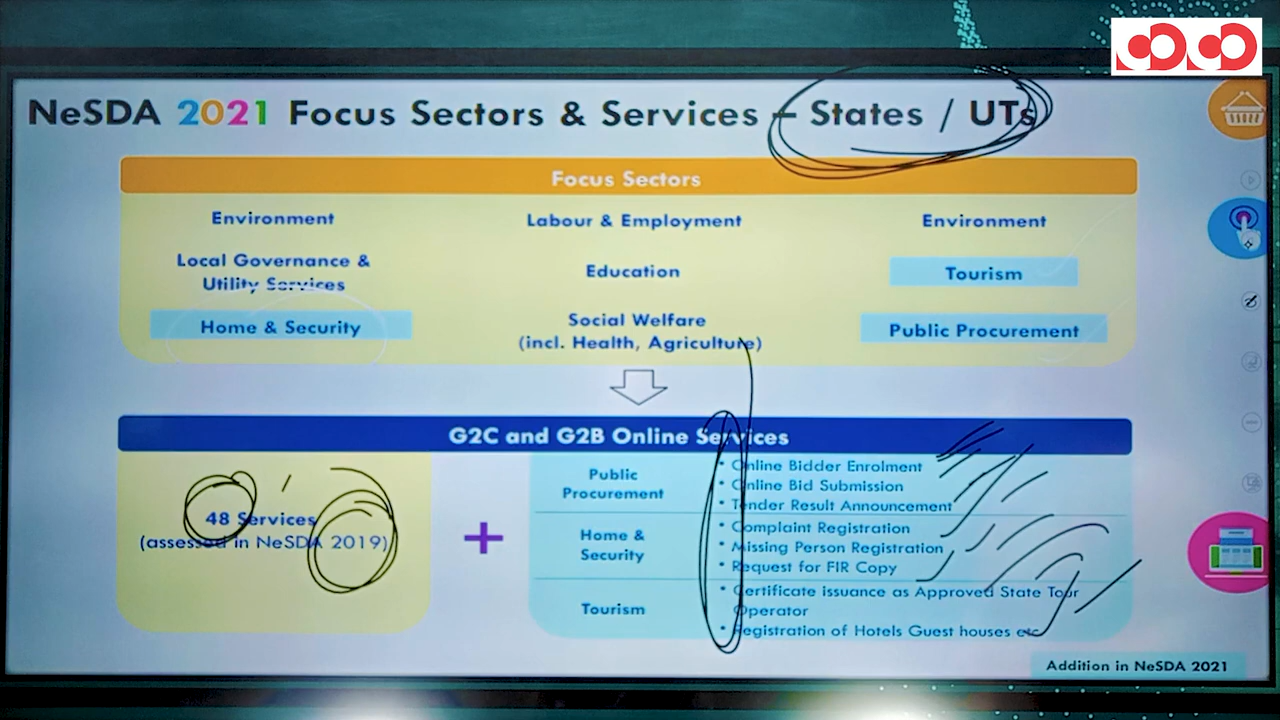 NeSDA 2021 Focus Sectors & Services – States / UTs
Focus Sectors
Environment
Labour & Employment
Environment
Local Governance &
Utility Services
Education
Tourism
Home & Security
Social Welfare
(incl. Health, Agriculture)
Public Procurement
G2C and G2B Online Services
48 Services
(assessed in NeSDA 2019)
+
Public
Procurement
• Online Bidder Enrolment
• Online Bid Submission
• Tender Result Announcement
Home &
Security
• Complaint Registration
• Missing Person Registration
• Request for FIR Copy
Tourism
• Certificate issuance as Approved State Tour
Operator
• Registration of Hotels Guest houses etc
Addition in NeSDA 2021